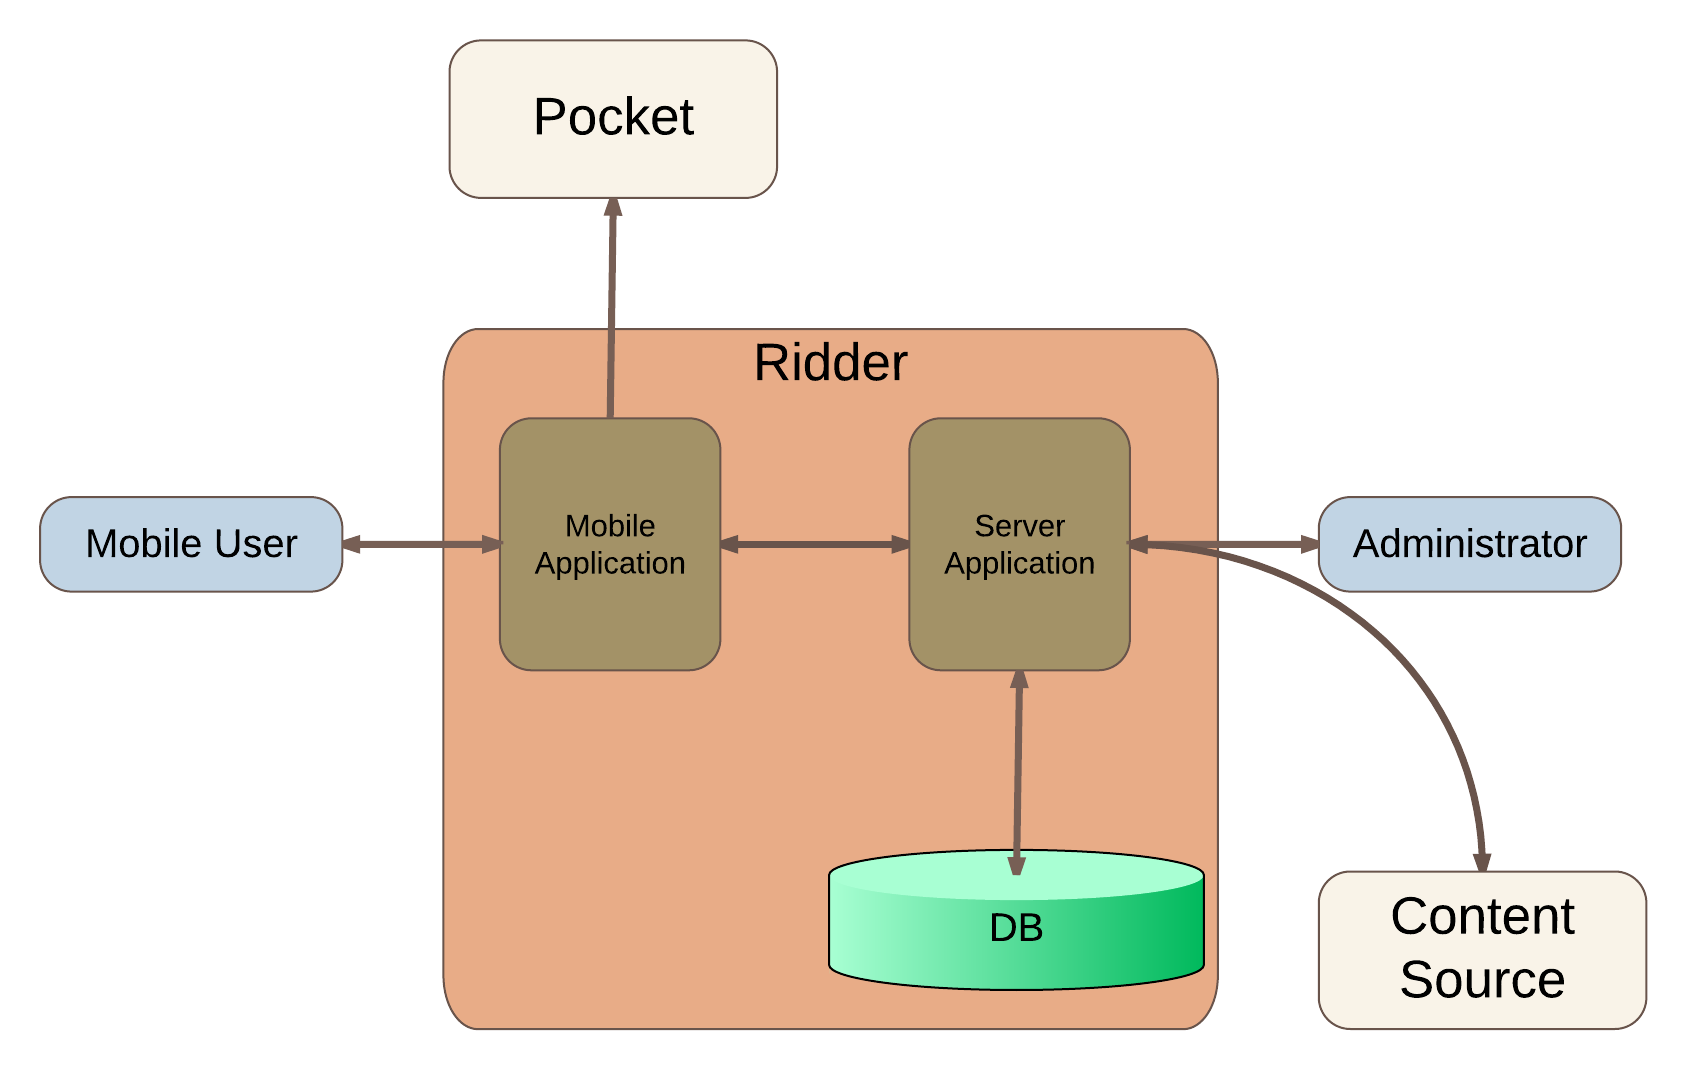 Pocket
Ridder
Mobile User
Mobile
Application
Server
Application
Administrator
DB
Content
Source